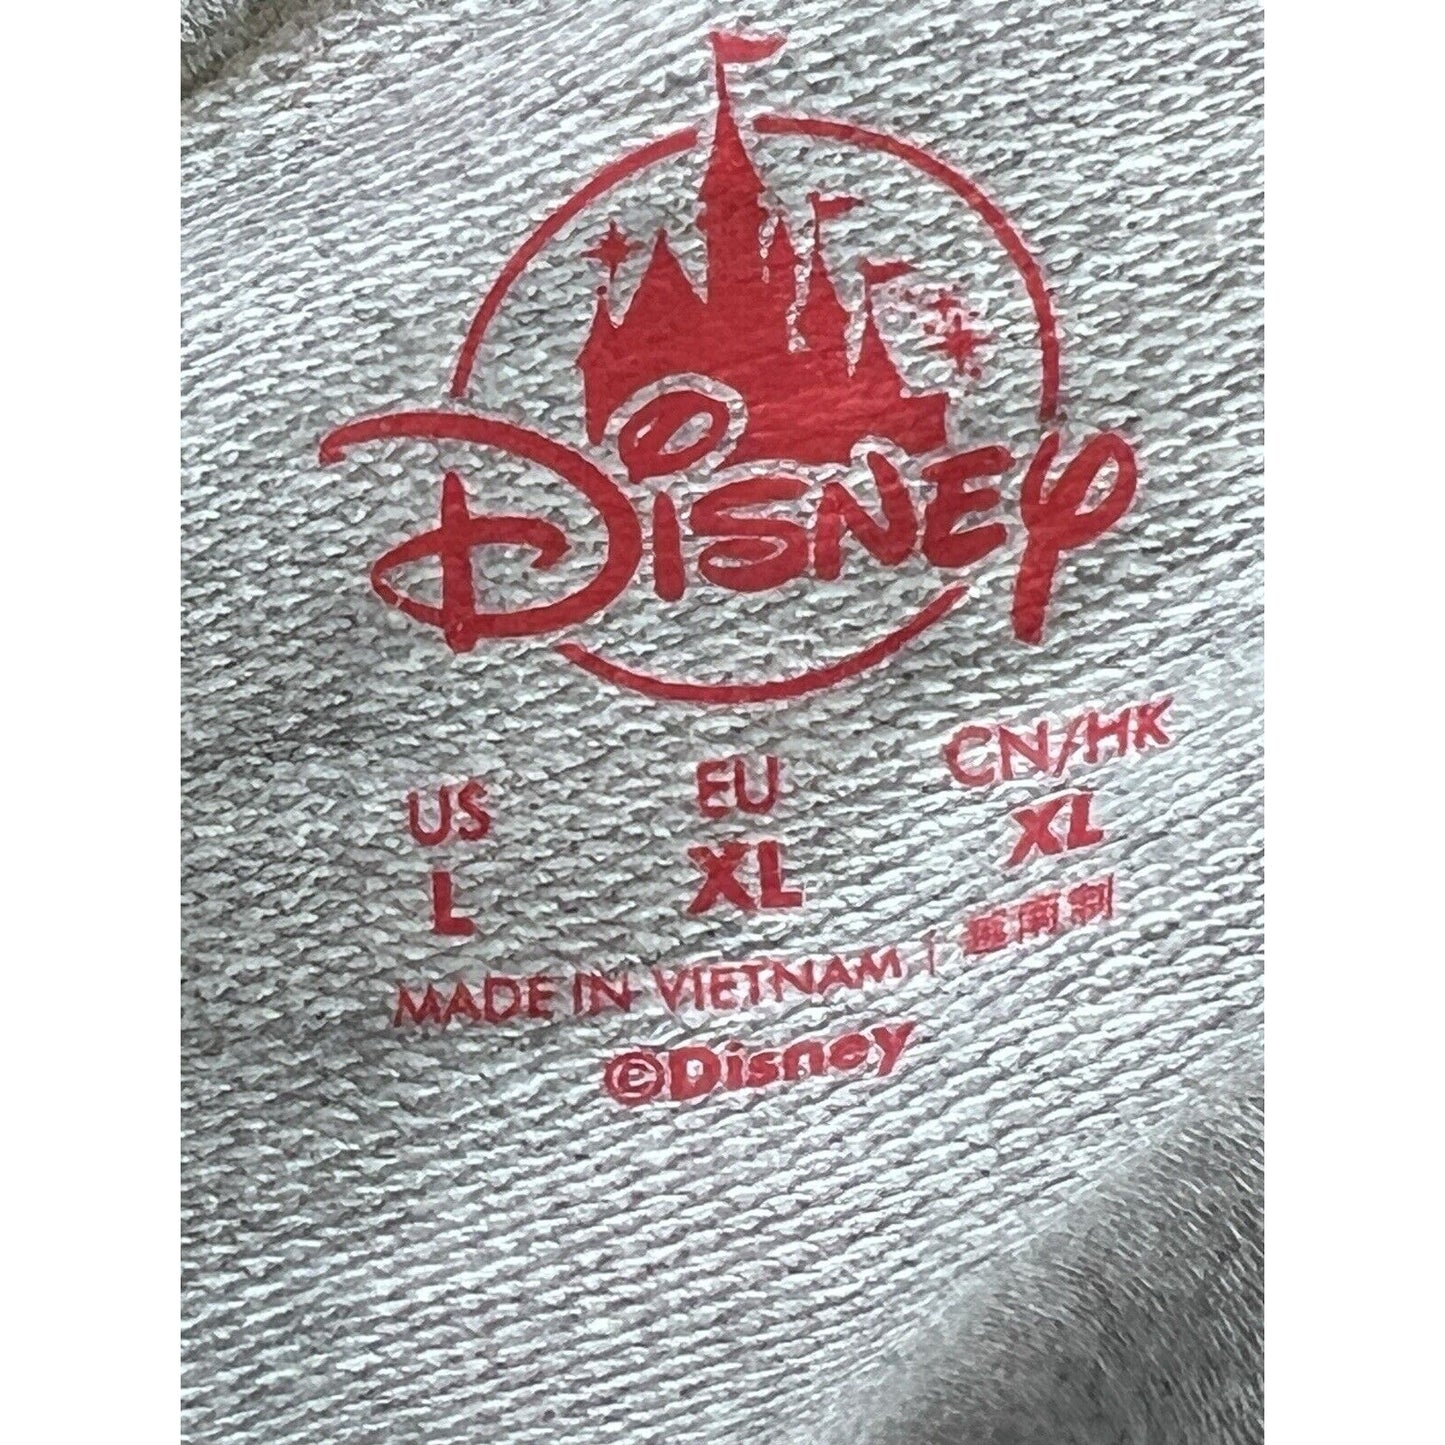 Disney
US EU CN/HK
L XL XL
MADE IN VIETNAM | 越南制
©Disney